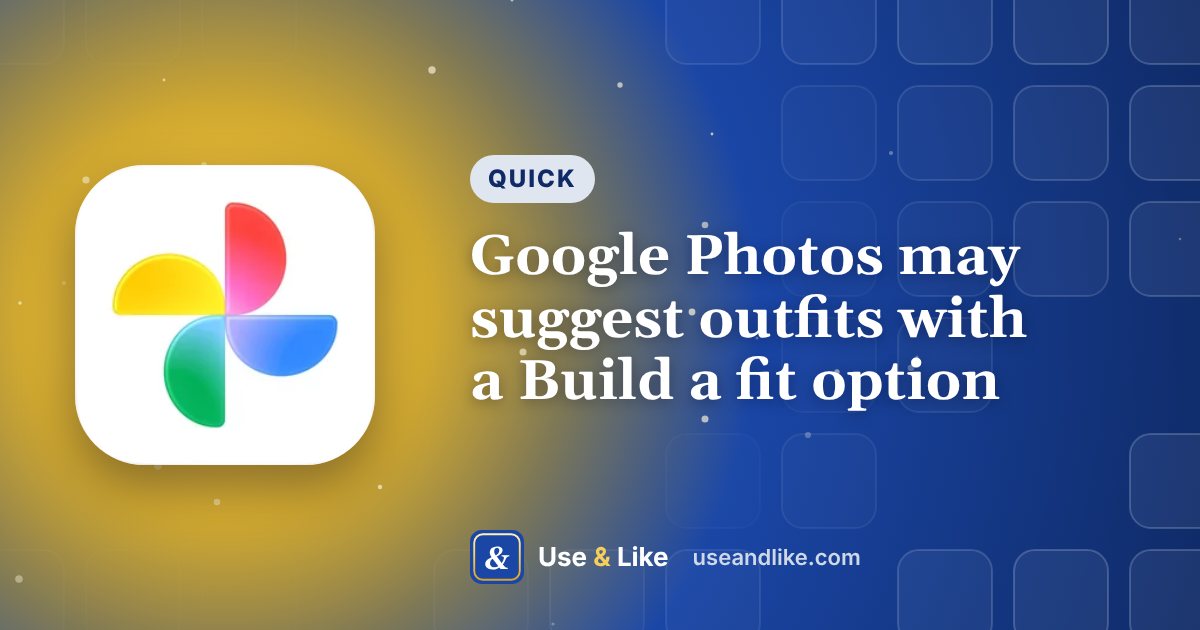 QUICK
Google Photos may
suggest outfits with
a Build a fit option
& Use & Like useandlike.com